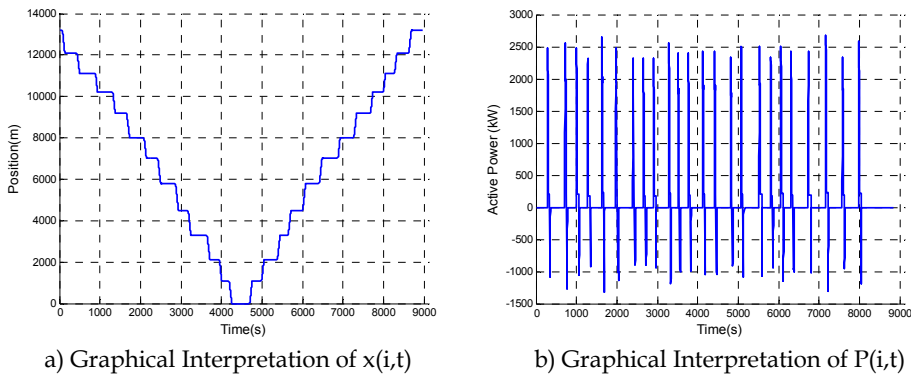 14000
12000
10000
8000
6000
4000
2000
0
Position(m)
0 1000 2000 3000 4000 5000 6000 7000 8000 9000
Time(s)
a) Graphical Interpretation of x(i,t)
3000
2500
2000
1500
1000
500
0
-500
-1000
-1500
Active Power (kW)
0 1000 2000 3000 4000 5000 6000 7000 8000 9000
Time(s)
b) Graphical Interpretation of P(i,t)